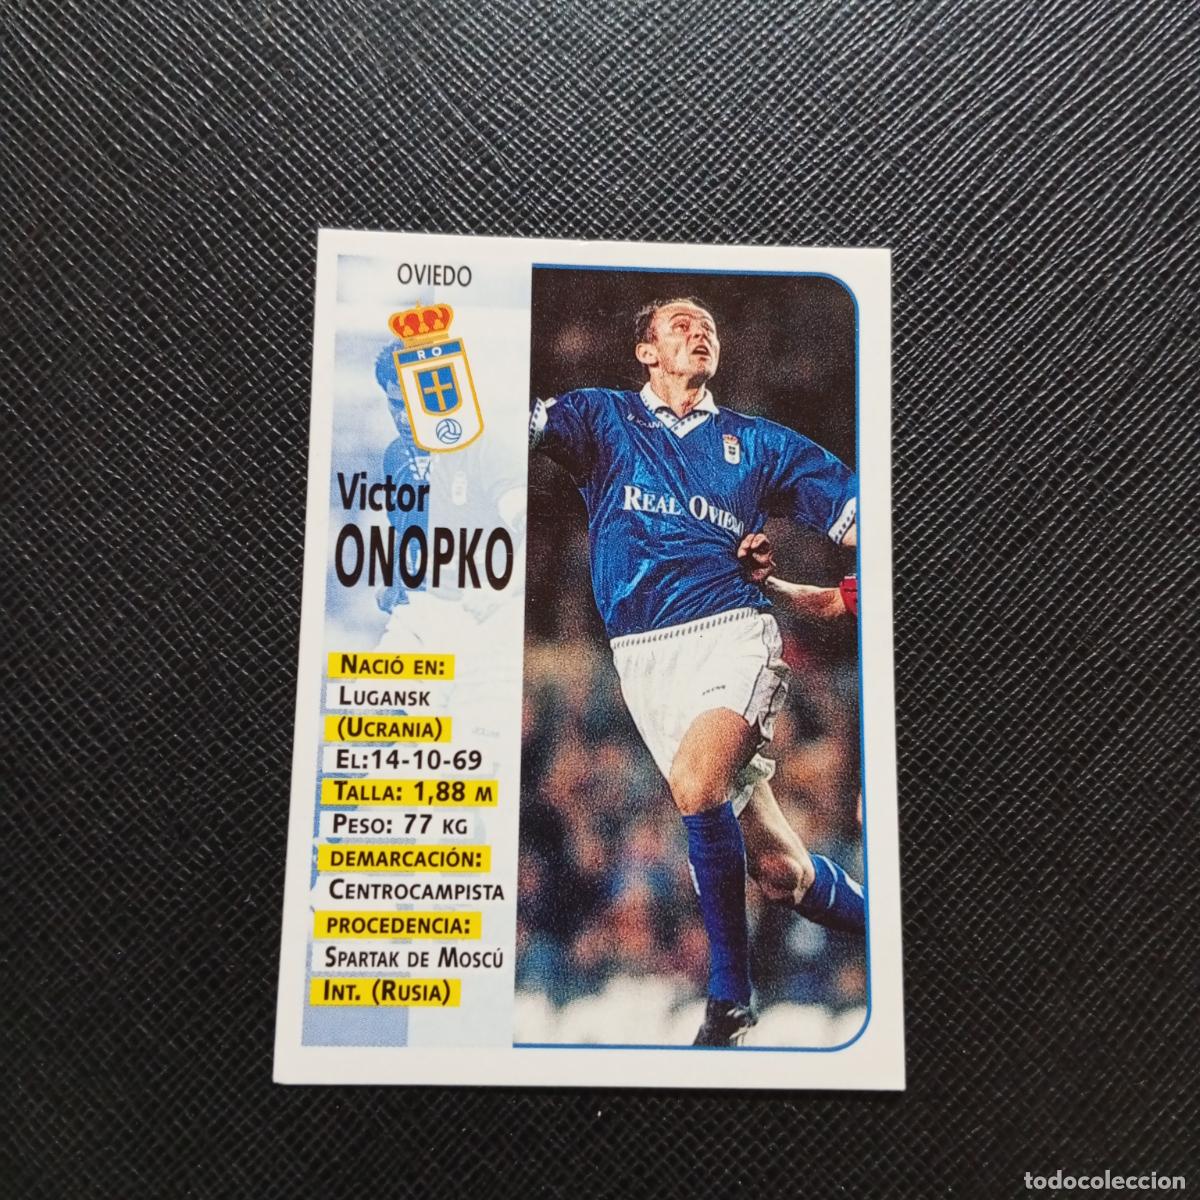 OVIEDO
RO
Victor
ONOPKO
NACIÓ EN:
LUGANSK
(UCRANIA)
EL:14-10-69
TALLA: 1,88 M
PESO: 77 KG
DEMARCACIÓN:
CENTROCAMPISTA
PROCEDENCIA:
SPARTAK DE MOSCÚ
INT. (RUSIA)
REAL OVIEDO
todocoleccion